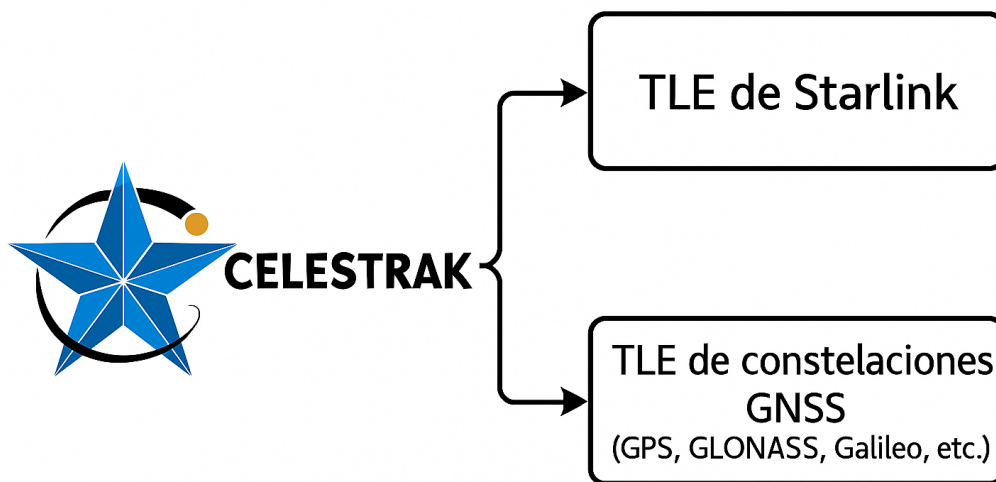 TLE de Starlink
CELESTRAK
TLE de constelaciones
GNSS
(GPS, GLONASS, Galileo, etc.)